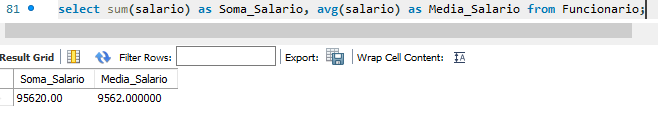 81 select sum(salario) as Soma_Salario, avg(salario) as Media_Salario from Funcionario;
Result Grid Filter Rows: Export: Wrap Cell Content:
Soma_Salario Media_Salario
95620.00 9562.000000